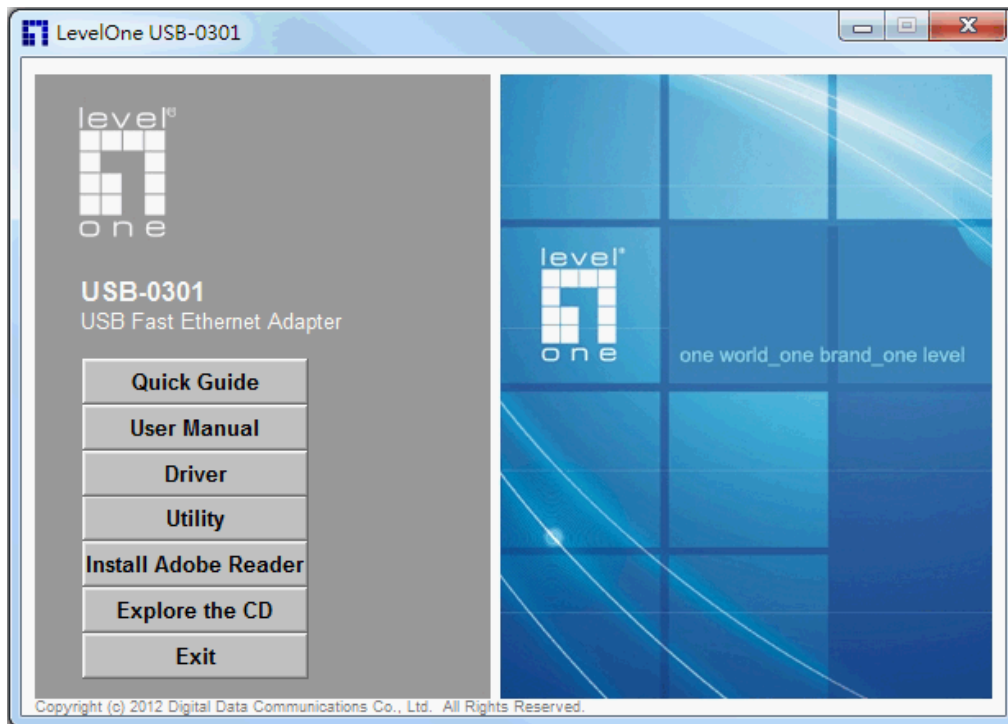 LevelOne USB-0301
level®
one
USB-0301
USB Fast Ethernet Adapter
Quick Guide
User Manual
Driver
Utility
Install Adobe Reader
Explore the CD
Exit
level®
one
one world_one brand_one level
Copyright (c) 2012 Digital Data Communications Co., Ltd. All Rights Reserved.